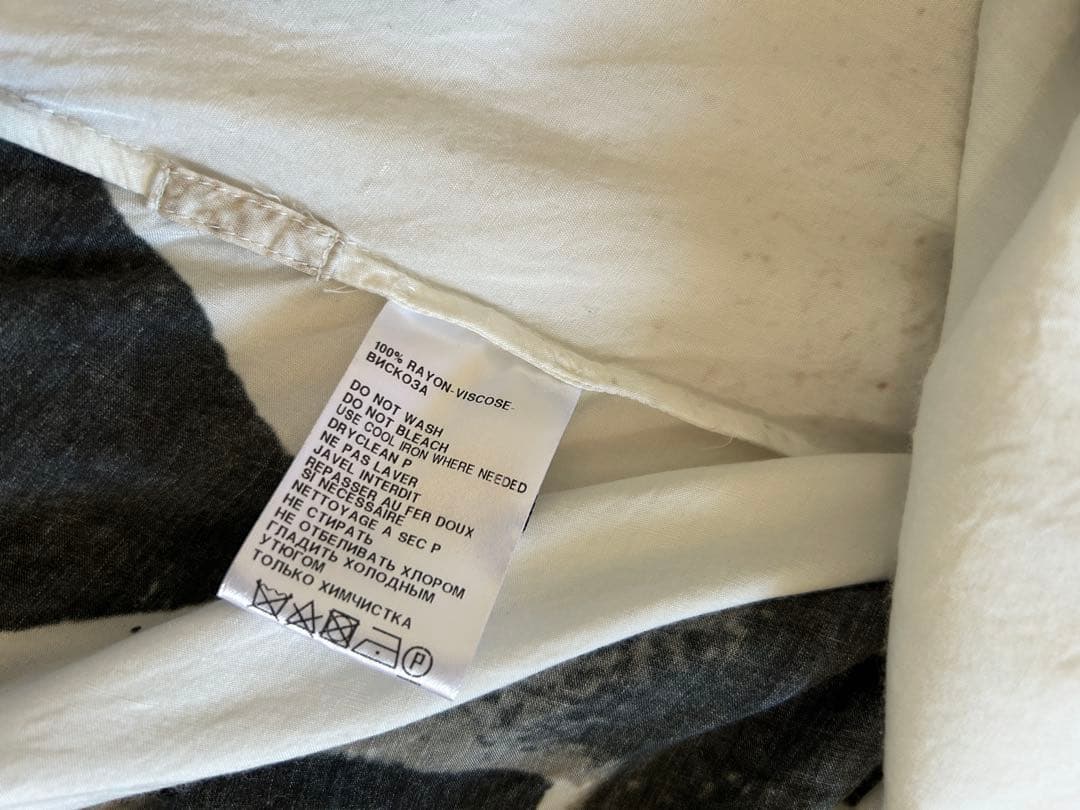 100% RAYON-VISCOSE-
ВИСКОЗА
DO NOT WASH
DO NOT BLEACH
USE COOL IRON WHERE NEEDED
DRYCLEAN P
NE PAS LAVER
JAVEL INTERDIT
REPASSER AU FER DOUX
SI NÉCESSAIRE
NETTOYAGE A SEC P
НЕ СТИРАТЬ
НЕ ОТБЕЛИВАТЬ ХЛОРОМ
ГЛАДИТЬ ХОЛОДНЫМ
УТЮГОМ
ТОЛЬКО ХИМЧИСТКА
P